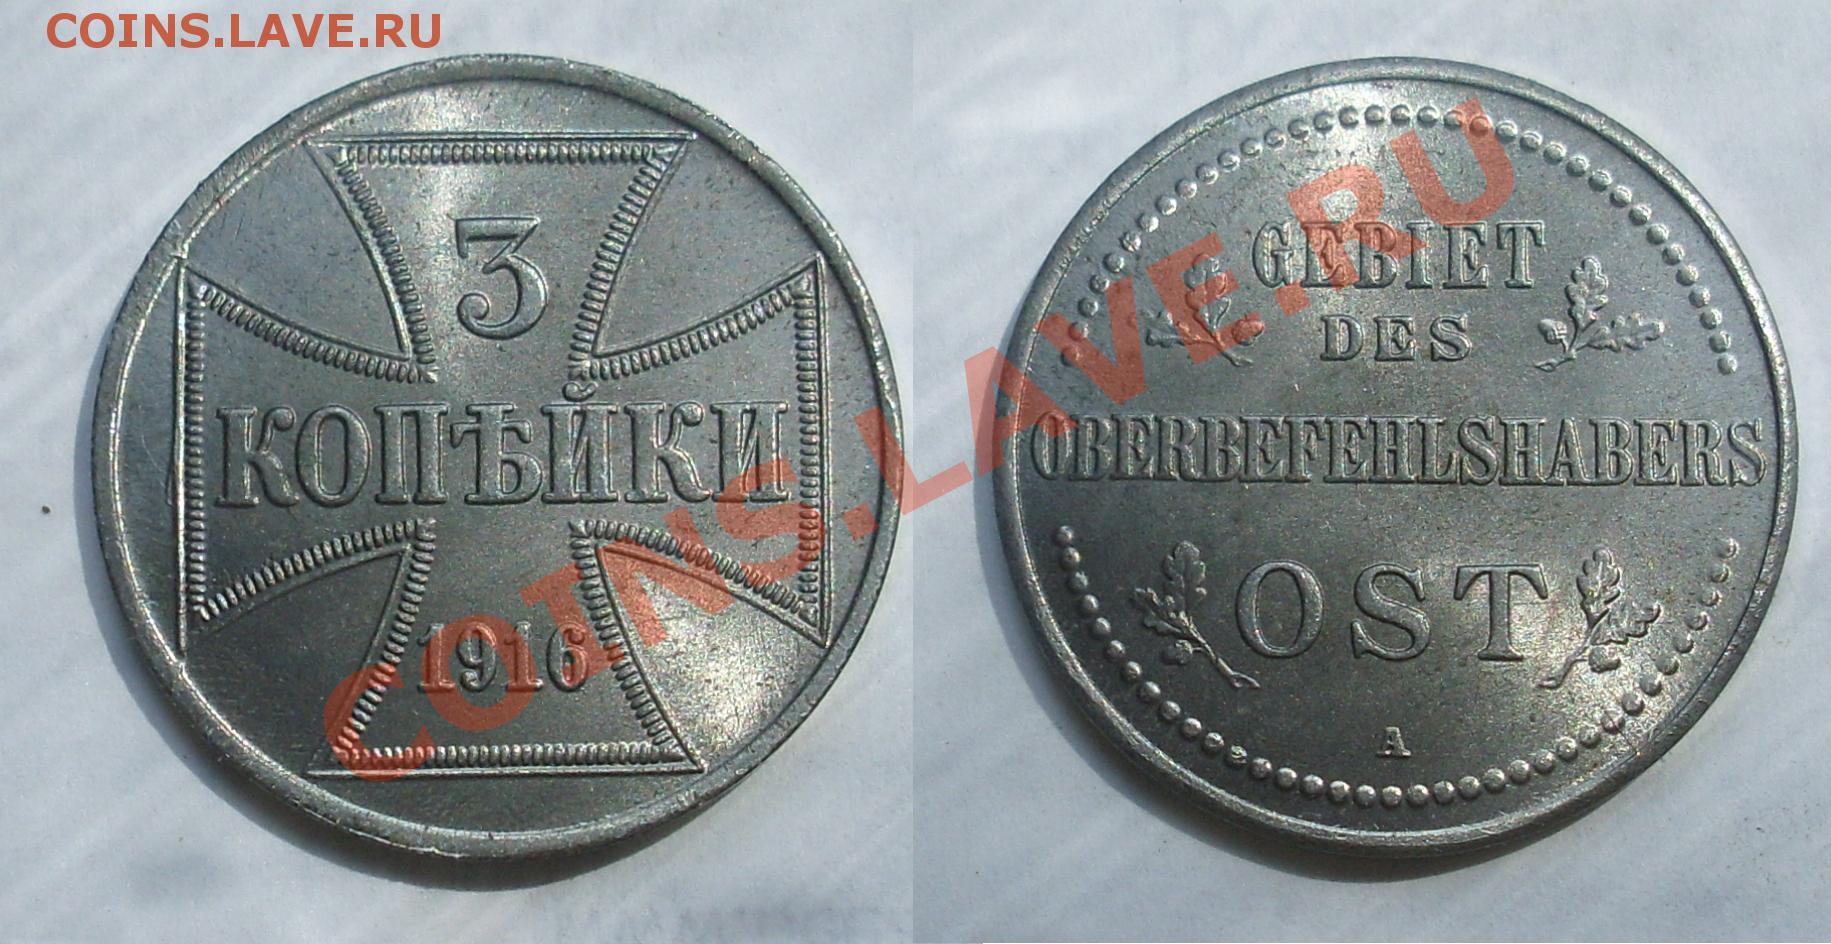 COINS.LAVE.RU
3
КОПѢЙКИ
1916
GEBIET
DES
OBERBEFEHLSHABERS
OST
A
COINS.LAVE.RU